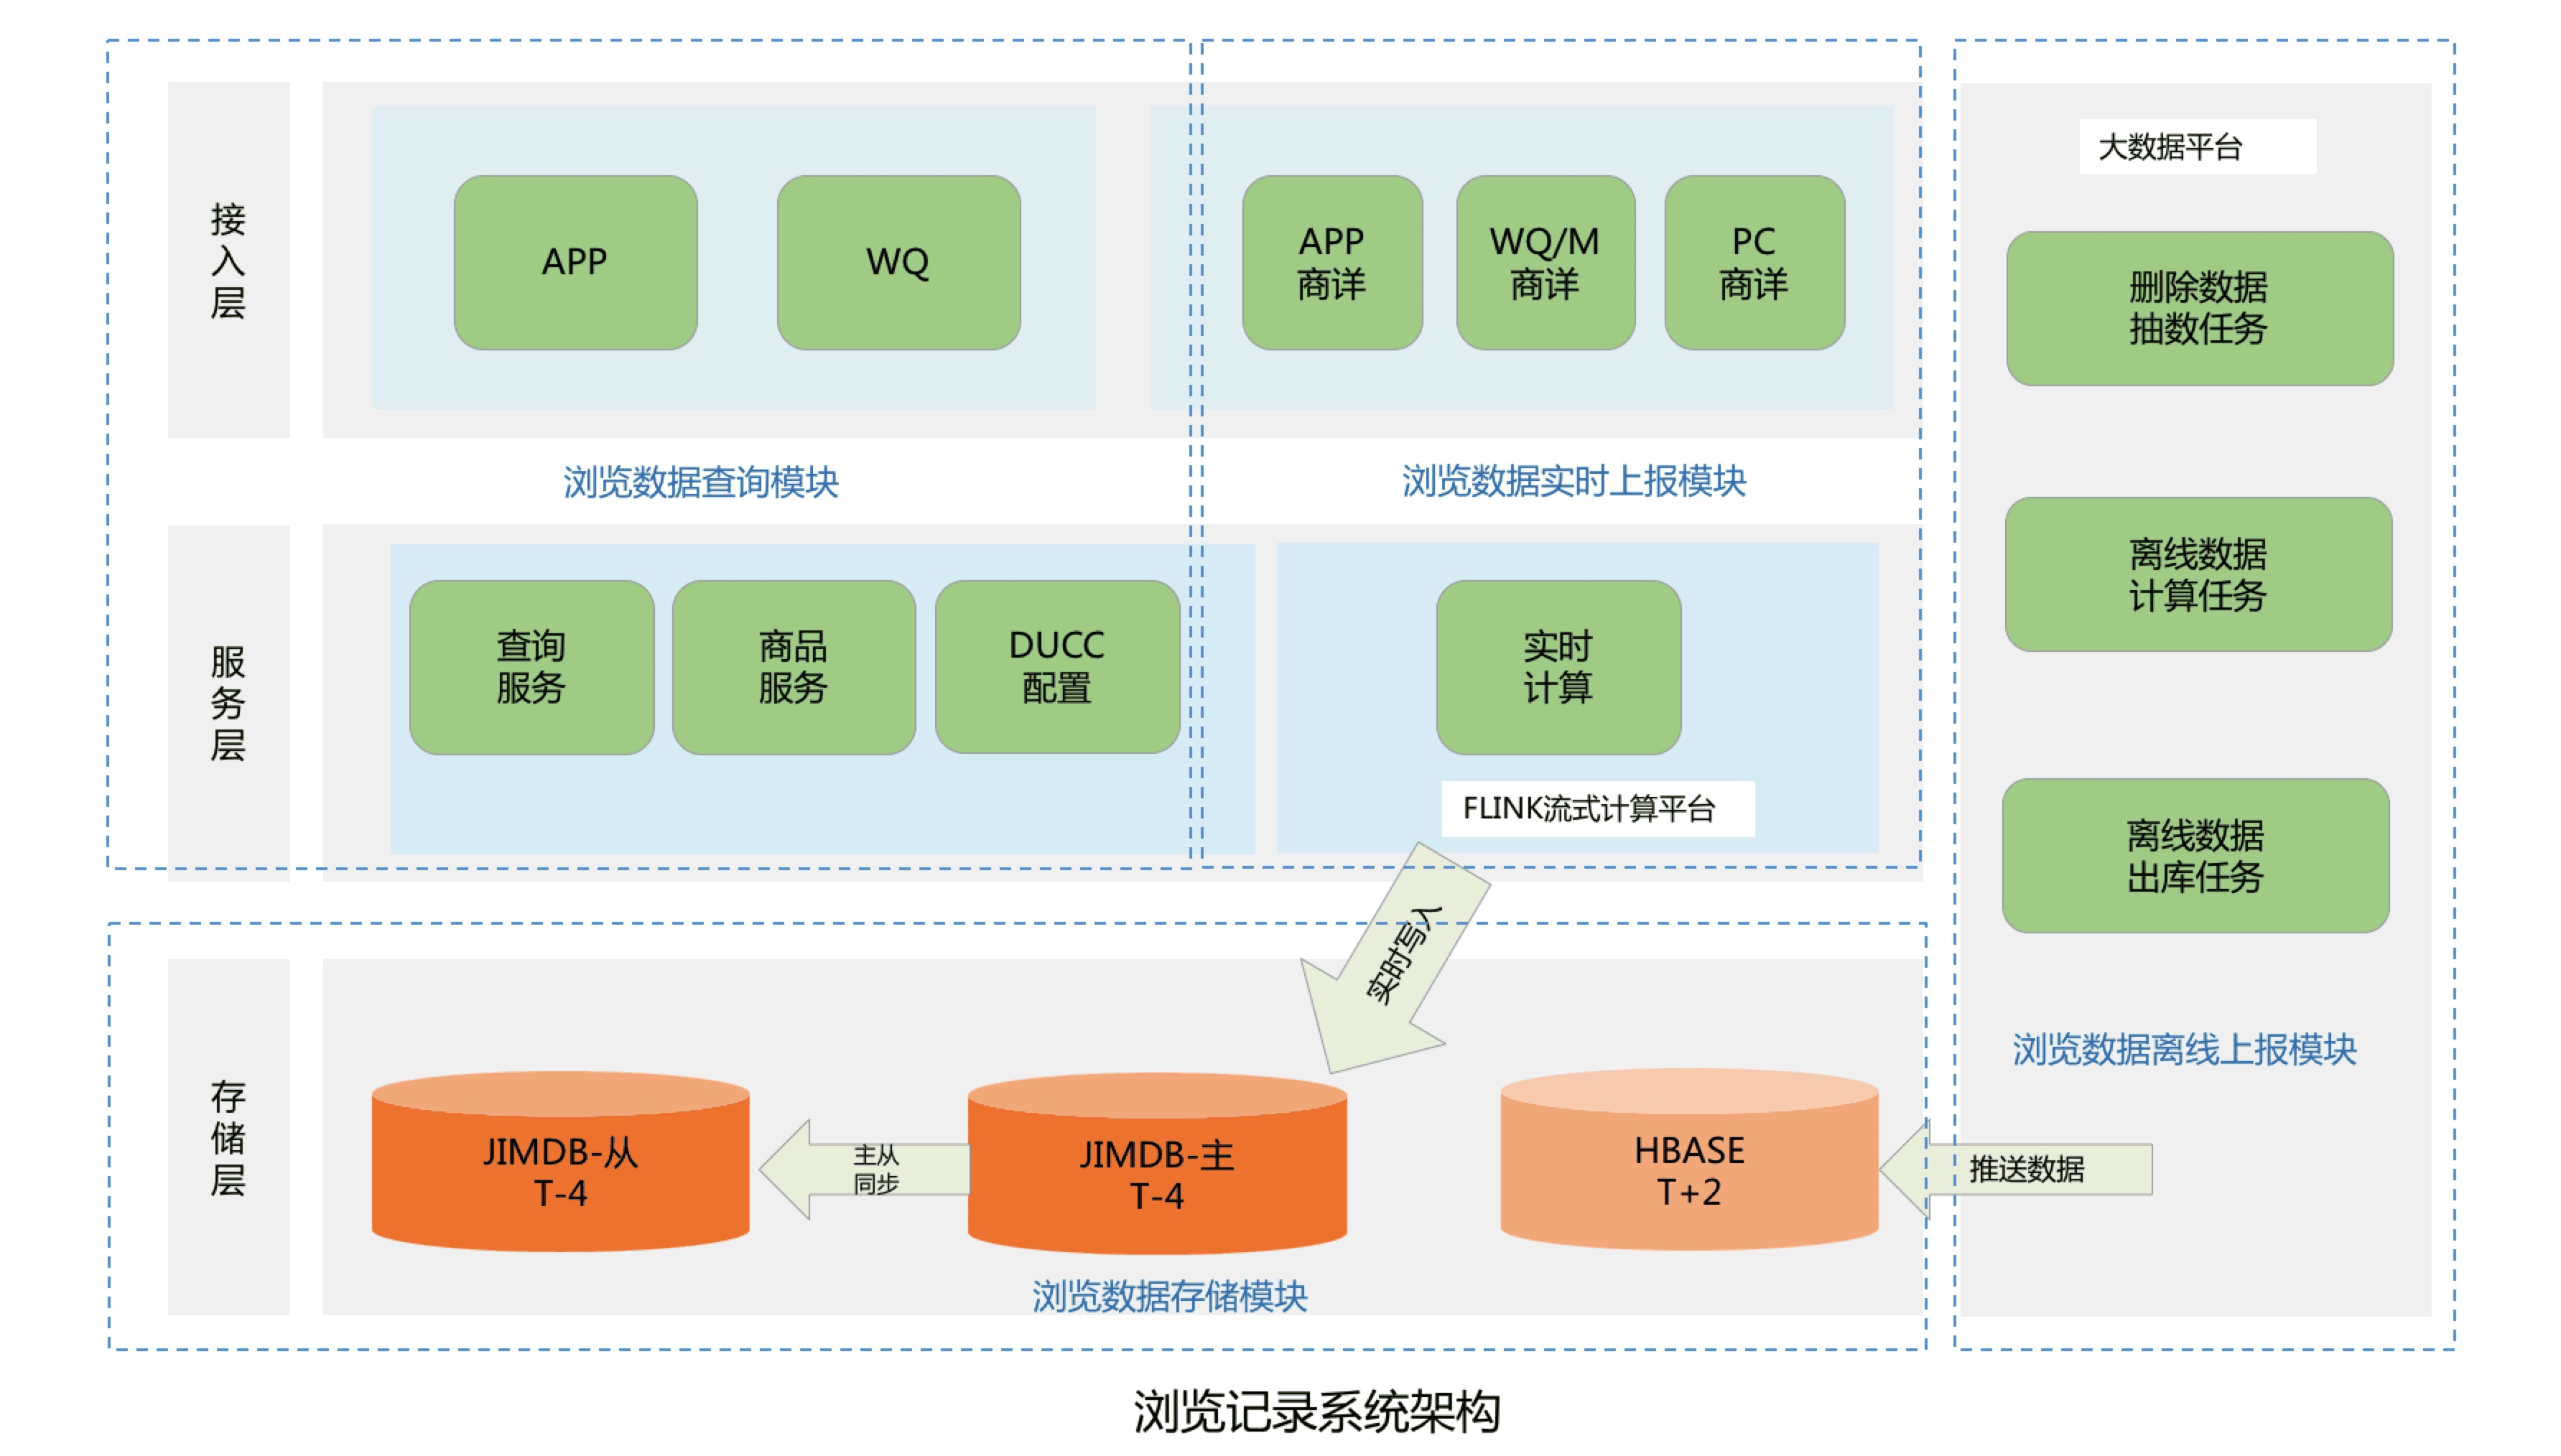 接
入
层
APP
WQ
APP
商详
WQ/M
商详
PC
商详
浏览数据查询模块
浏览数据实时上报模块
服
务
层
查询
服务
商品
服务
DUCC
配置
实时
计算
FLINK流式计算平台
实时写入
存
储
层
JIMDB-从
T-4
主从
同步
JIMDB-主
T-4
HBASE
T+2
推送数据
浏览数据存储模块
大数据平台
删除数据
抽数任务
离线数据
计算任务
离线数据
出库任务
浏览数据离线上报模块
浏览记录系统架构